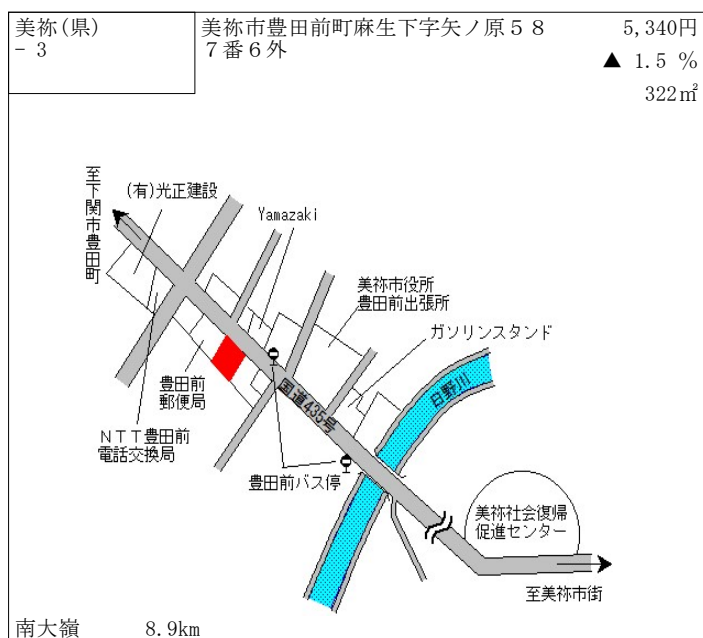 美祢(県)
- 3
美祢市豊田前町麻生下字矢ノ原５８
７番６外
5,340円
▲ 1.5 %
322㎡
至下関市豊田町
(有)光正建設
Yamazaki
美祢市役所
豊田前出張所
ガソリンスタンド
日野川
国道435号
豊田前
郵便局
ＮＴＴ豊田前
電話交換局
豊田前バス停
美祢社会復帰
促進センター
至美祢市街
南大嶺 8.9km